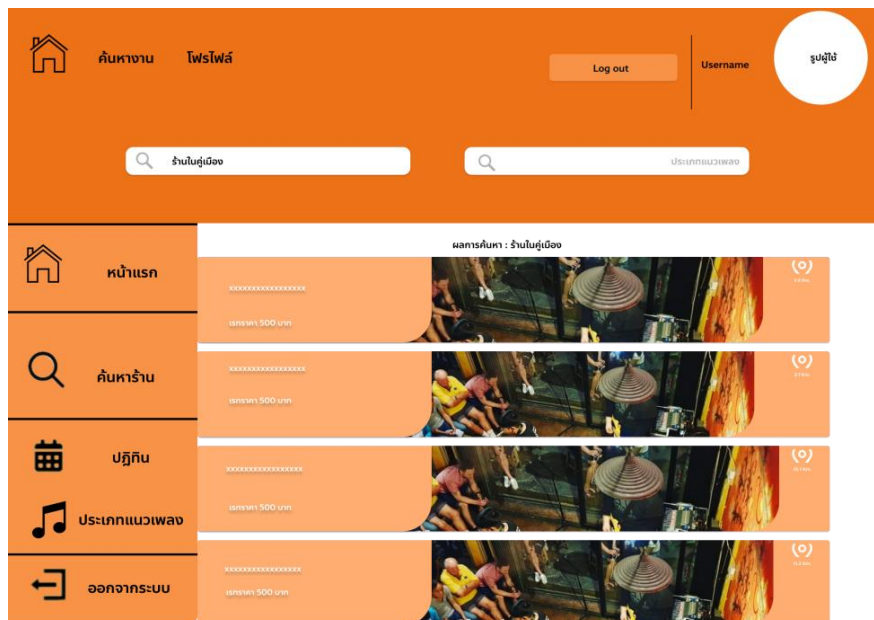 ค้นหางาน โฟรไฟล์
Log out
Username
รูปผู้ใช้
ร้านในคู่เมือง
ประเภทแนวเพลง
หน้าแรก
ค้นหาร้าน
ปฏิทิน
ประเภทแนวเพลง
ออกจากระบบ
ผลการค้นหา : ร้านในคู่เมือง
xxxxxxxxxxxxxxxxx
เรทราคา 500 บาท
xxxxxxxxxxxxxxxxx
เรทราคา 500 บาท
xxxxxxxxxxxxxxxxx
เรทราคา 500 บาท
xxxxxxxxxxxxxxxxx
เรทราคา 500 บาท